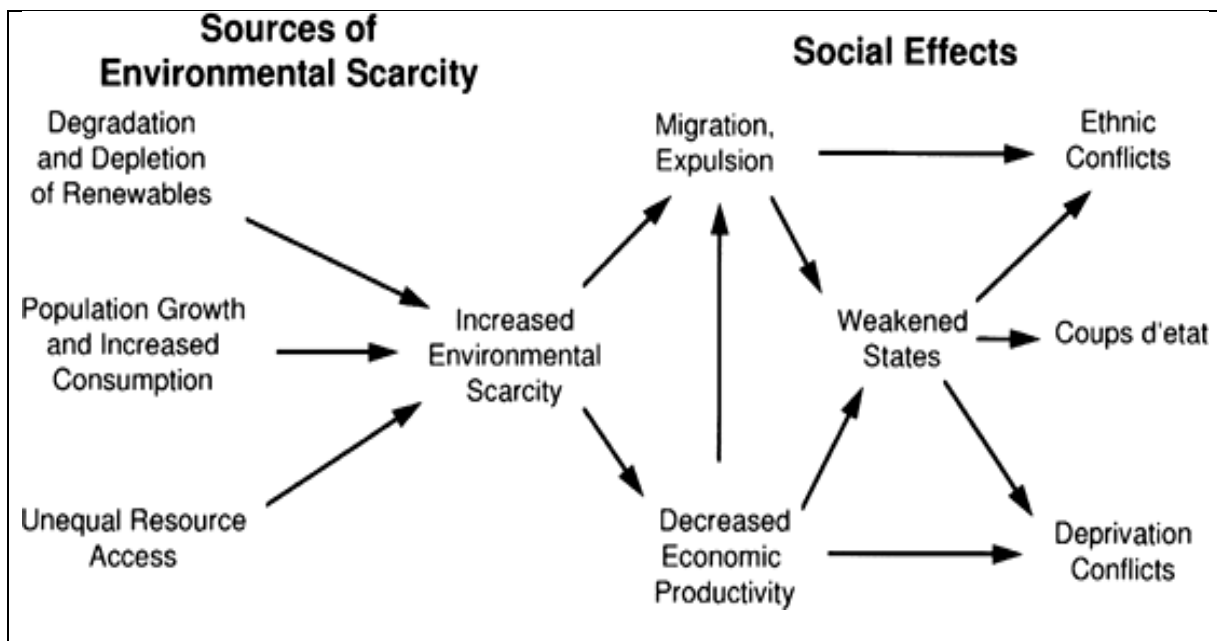 Sources of
Environmental Scarcity
Social Effects
Degradation
and Depletion
of Renewables
Population Growth
and Increased
Consumption
Unequal Resource
Access
Increased
Environmental
Scarcity
Migration,
Expulsion
Decreased
Economic
Productivity
Weakened
States
Ethnic
Conflicts
Coups d'etat
Deprivation
Conflicts